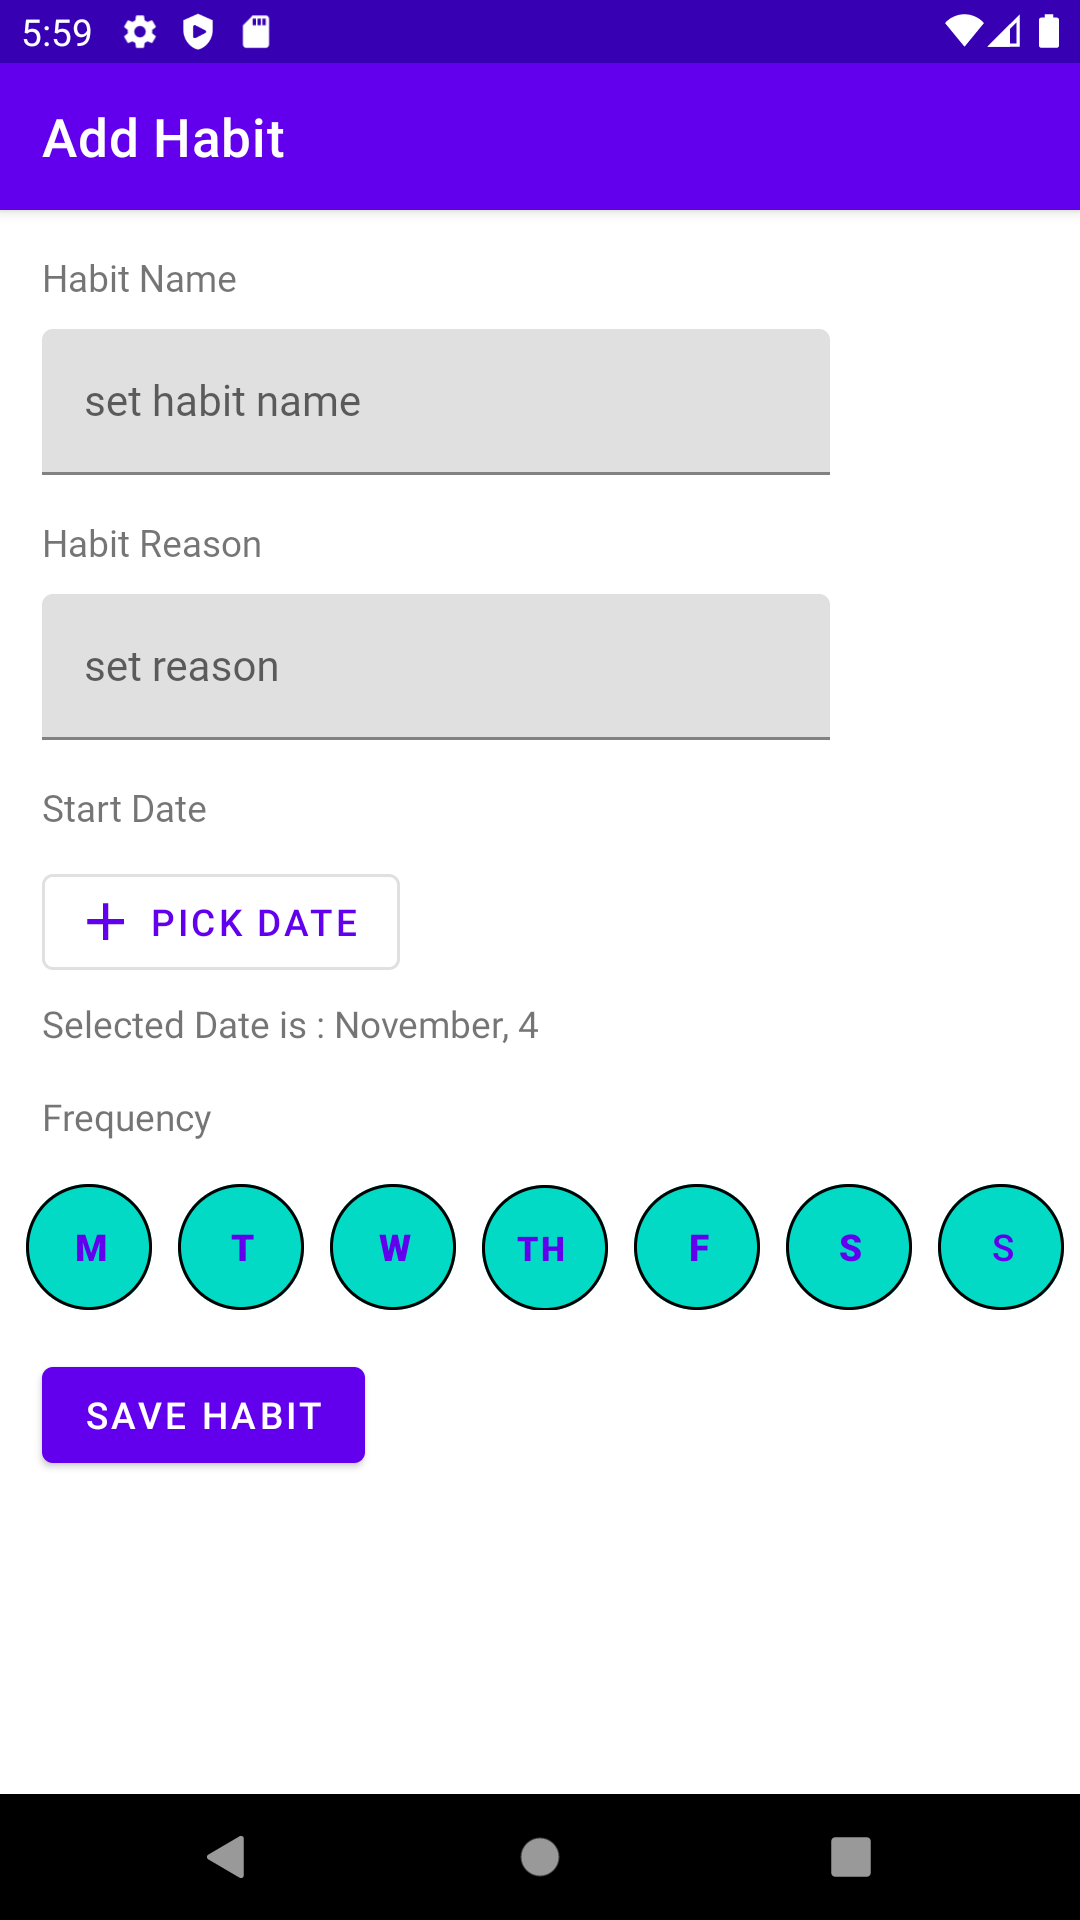 5:59
Add Habit
Habit Name
set habit name
Habit Reason
set reason
Start Date
PICK DATE
Selected Date is : November, 4
Frequency
M T W TH F S S
SAVE HABIT